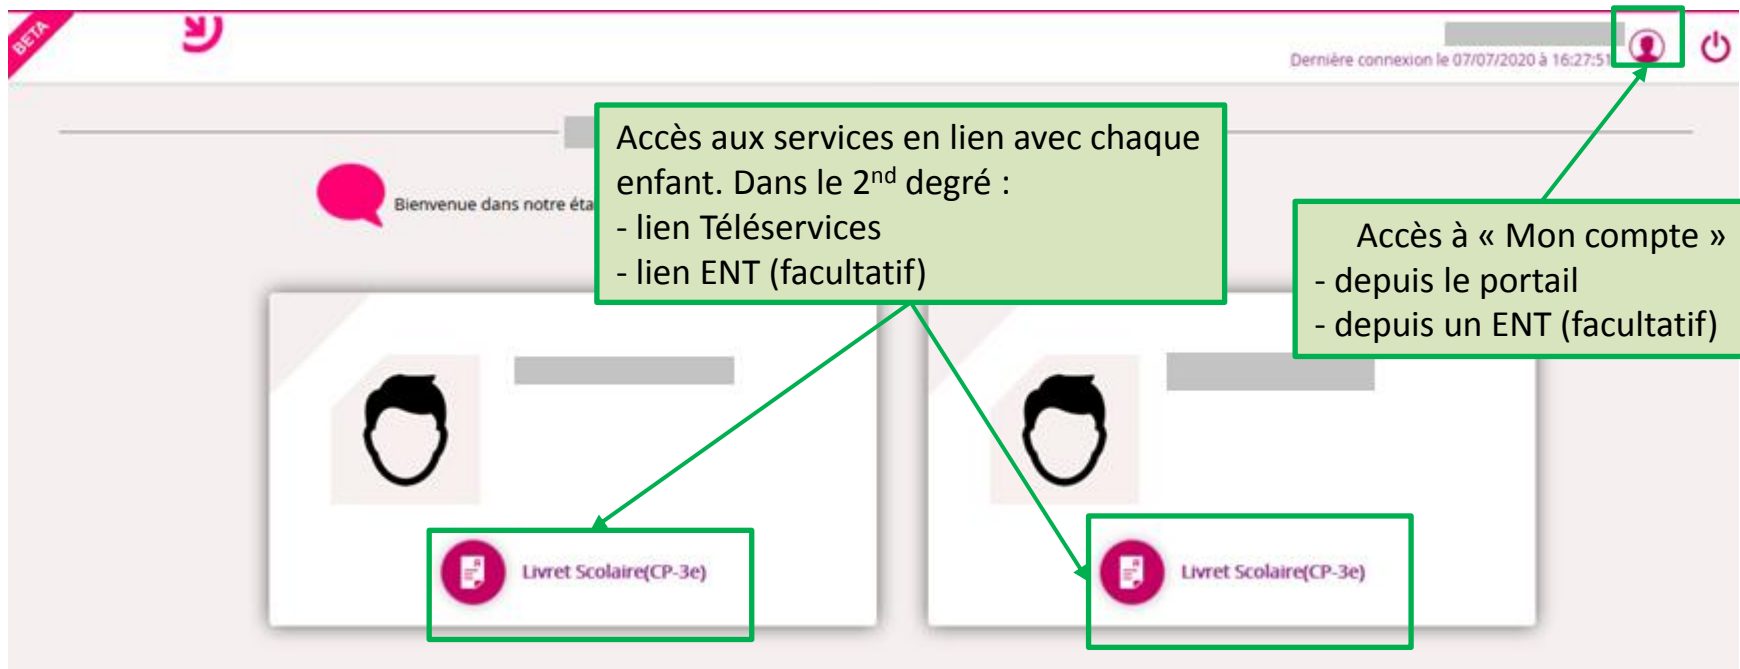 BETA
Dernière connexion le 07/07/2020 à 16:27:51
Accès aux services en lien avec chaque
enfant. Dans le 2nd degré :
- lien Téléservices
- lien ENT (facultatif)
Bienvenue dans notre
Accès à « Mon compte »
- depuis le portail
- depuis un ENT (facultatif)
Livret Scolaire(CP-3e)
Livret Scolaire(CP-3e)